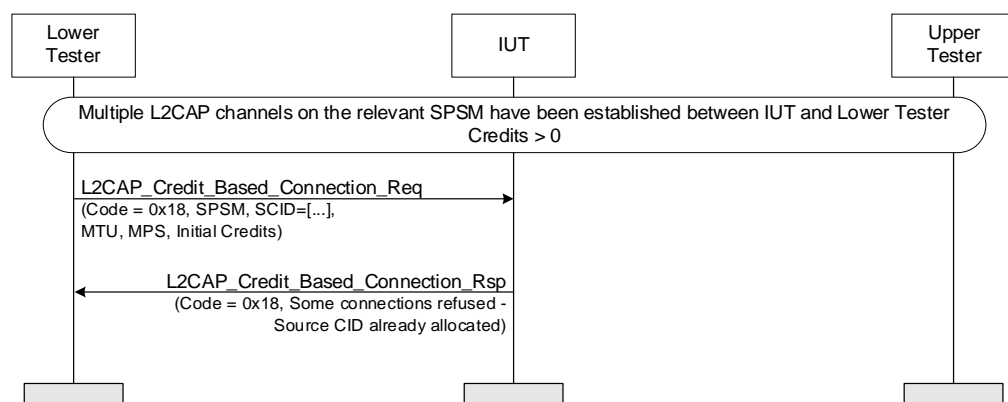 Lower
Tester
IUT
Upper
Tester
Multiple L2CAP channels on the relevant SPSM have been established between IUT and Lower Tester
Credits > 0
L2CAP_Credit_Based_Connection_Req
(Code = 0x18, SPSM, SCID=[...],
MTU, MPS, Initial Credits)
L2CAP_Credit_Based_Connection_Rsp
(Code = 0x18, Some connections refused -
Source CID already allocated)